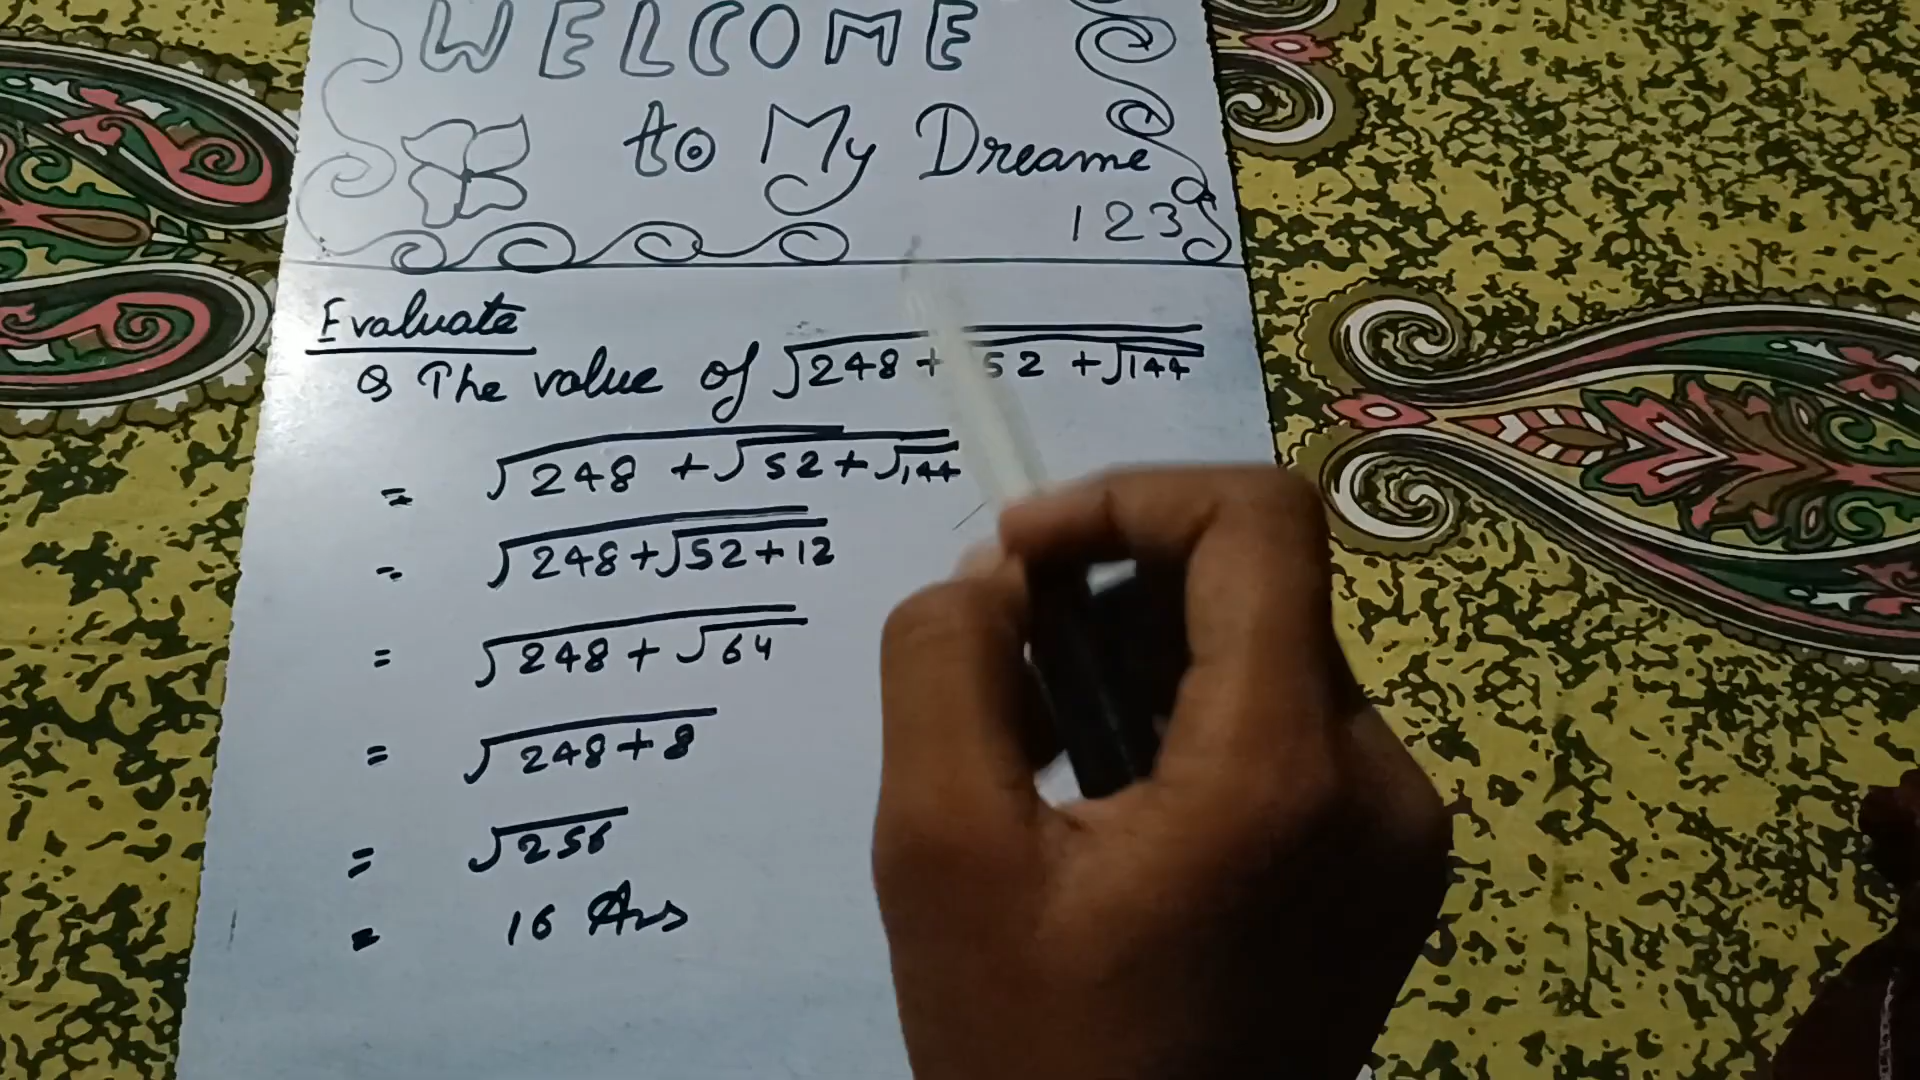 WELCOME
to My Dreame
123
Evaluate
Q The value of √248 + 52 + √144
= √248 + √52 + √144
= √248 + √52 + 12
= √248 + √64
= √248 + 8
= √256
= 16 Ans